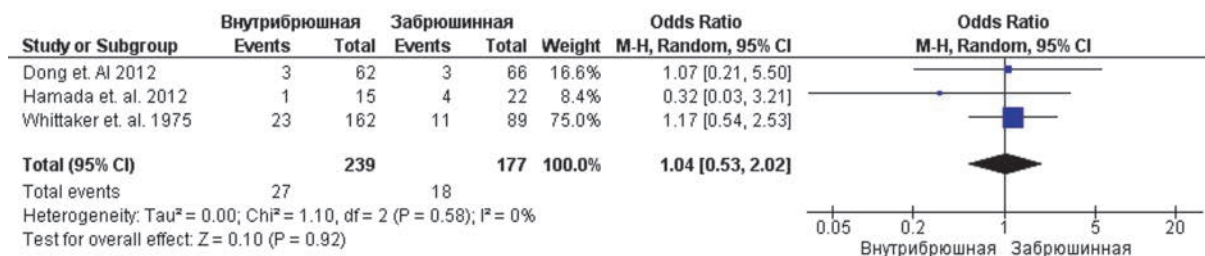 Внутрибрюшная Забрюшинная Odds Ratio Odds Ratio
Study or Subgroup Events Total Events Total Weight M-H, Random, 95% CI M-H, Random, 95% CI
Dong et. Al 2012 3 62 3 66 16.6% 1.07 [0.21, 5.50]
Hamada et. al. 2012 1 15 4 22 8.4% 0.32 [0.03, 3.21]
Whittaker et. al. 1975 23 162 11 89 75.0% 1.17 [0.54, 2.53]
Total (95% CI) 239 177 100.0% 1.04 [0.53, 2.02]
Total events 27 18
Heterogeneity: Tau² = 0.00; Chi² = 1.10, df = 2 (P = 0.58); I² = 0%
Test for overall effect: Z = 0.10 (P = 0.92)
0.05 0.2 1 5 20
Внутрибрюшная Забрюшинная